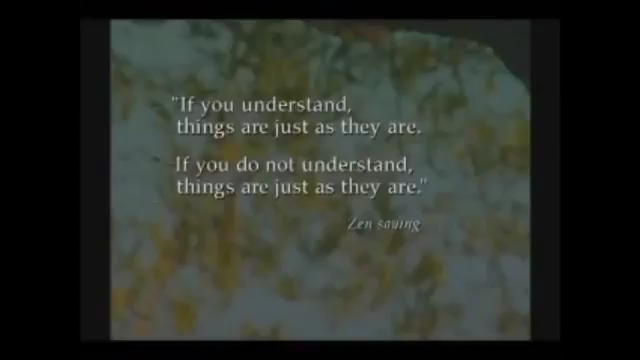 "If you understand,
things are just as they are.
If you do not understand,
things are just as they are."
Zen saying